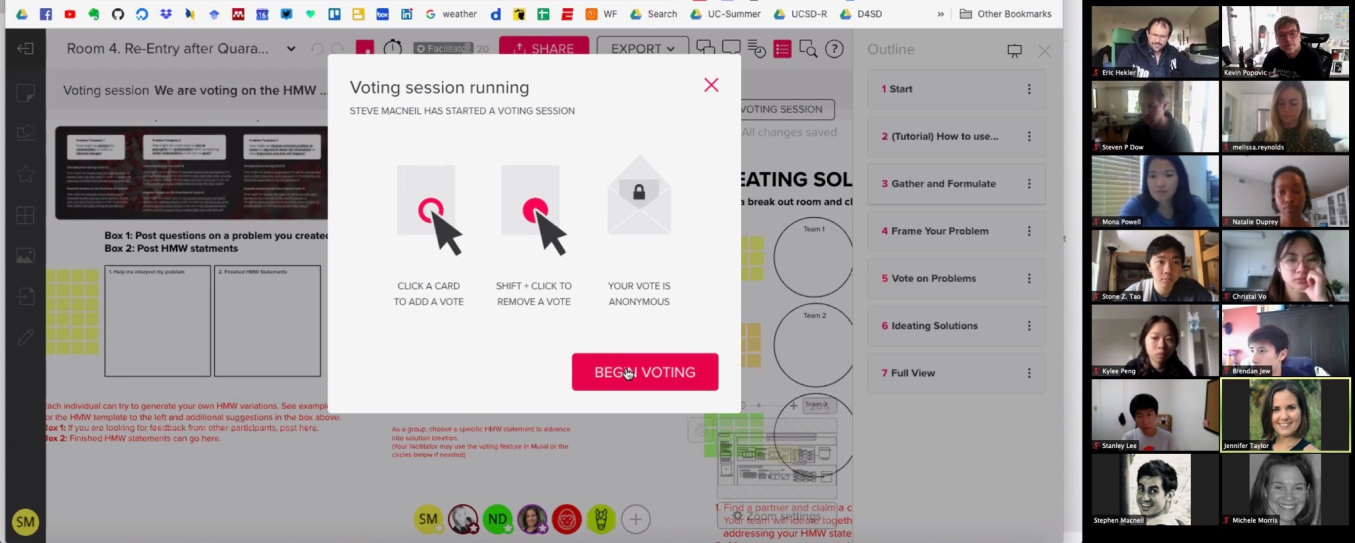 weather
WF
Search
UC-Summer
UCSD-R
D4SD
»
Other Bookmarks
Room 4. Re-Entry after Quara...
Facilitator
20
SHARE
EXPORT
Outline
Voting session We are voting on the HMW ...
VOTING SESSION
All changes saved
Voting session running
STEVE MACNEIL HAS STARTED A VOTING SESSION
CLICK A CARD
TO ADD A VOTE
SHIFT + CLICK TO
REMOVE A VOTE
YOUR VOTE IS
ANONYMOUS
BEGIN VOTING
1 Start
2 (Tutorial) How to use...
3 Gather and Formulate
4 Frame Your Problem
5 Vote on Problems
6 Ideating Solutions
7 Full View
EATING SOL
a break out room and cl
Team 1
Team 2
Team 3
Box 1: Post questions on a problem you created
Box 2: Post HMW statments
1. Help me interpret my problem
2. Finished HMW Statements
Each individual can try to generate your own HMW variations. See example
or the HMW template to the left and additional suggestions in the box above.
Box 1: If you are looking for feedback from other participants, post here.
Box 2: Finished HMW statements can go here.
As a group, choose a specific HMW statement to advance
into solution ideation.
(Your facilitator may use the voting feature in Mural or the
circles below if needed)
SM
SM
ND
Zoom settings
1. Find a partner and claim a c
Your team will ideate togeth
addressing your HMW state
Eric Hekler
Kevin Popovic
Steven P Dow
melissa.reynolds
Mona Powell
Natalie Duprey
Stone Z. Tao
Christal Vo
Kylee Peng
Brendan Jew
Stanley Lee
Jennifer Taylor
Stephen Macneil
Michele Morris